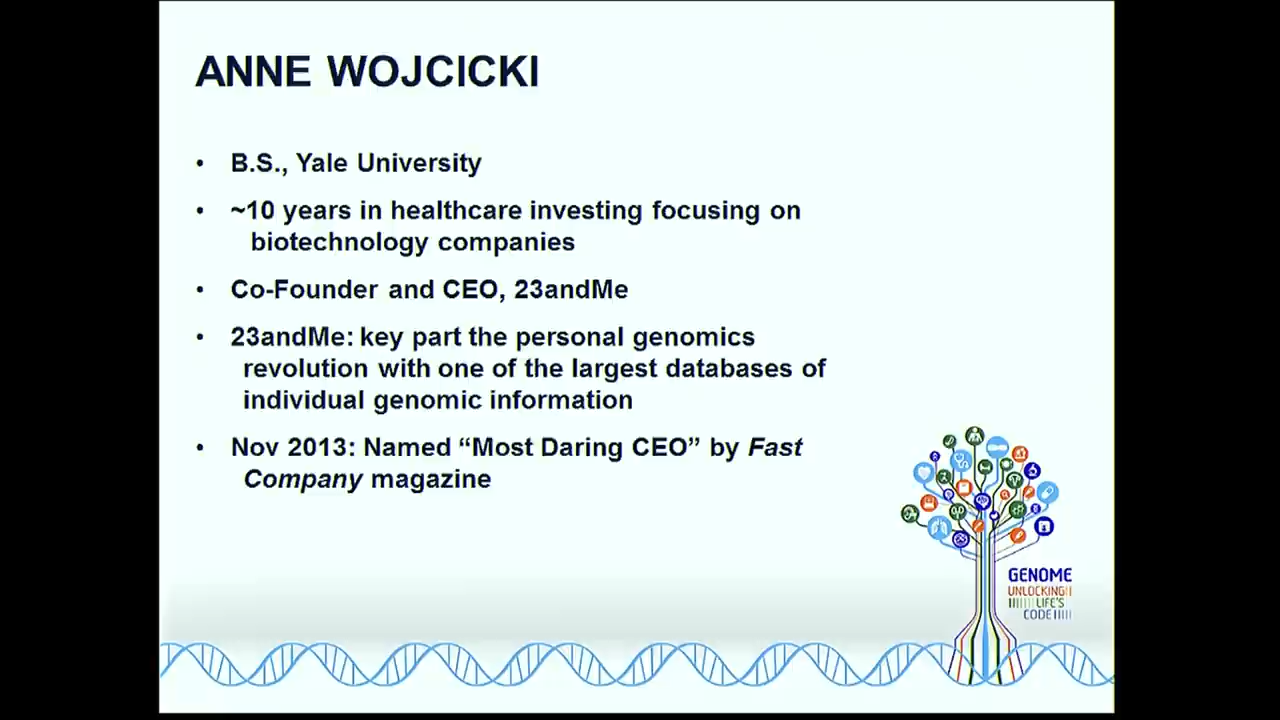 ANNE WOJCICKI
• B.S., Yale University
• ~10 years in healthcare investing focusing on
biotechnology companies
• Co-Founder and CEO, 23andMe
• 23andMe: key part the personal genomics
revolution with one of the largest databases of
individual genomic information
• Nov 2013: Named “Most Daring CEO” by Fast
Company magazine
GENOME
UNLOCKING
LIFE'S
CODE